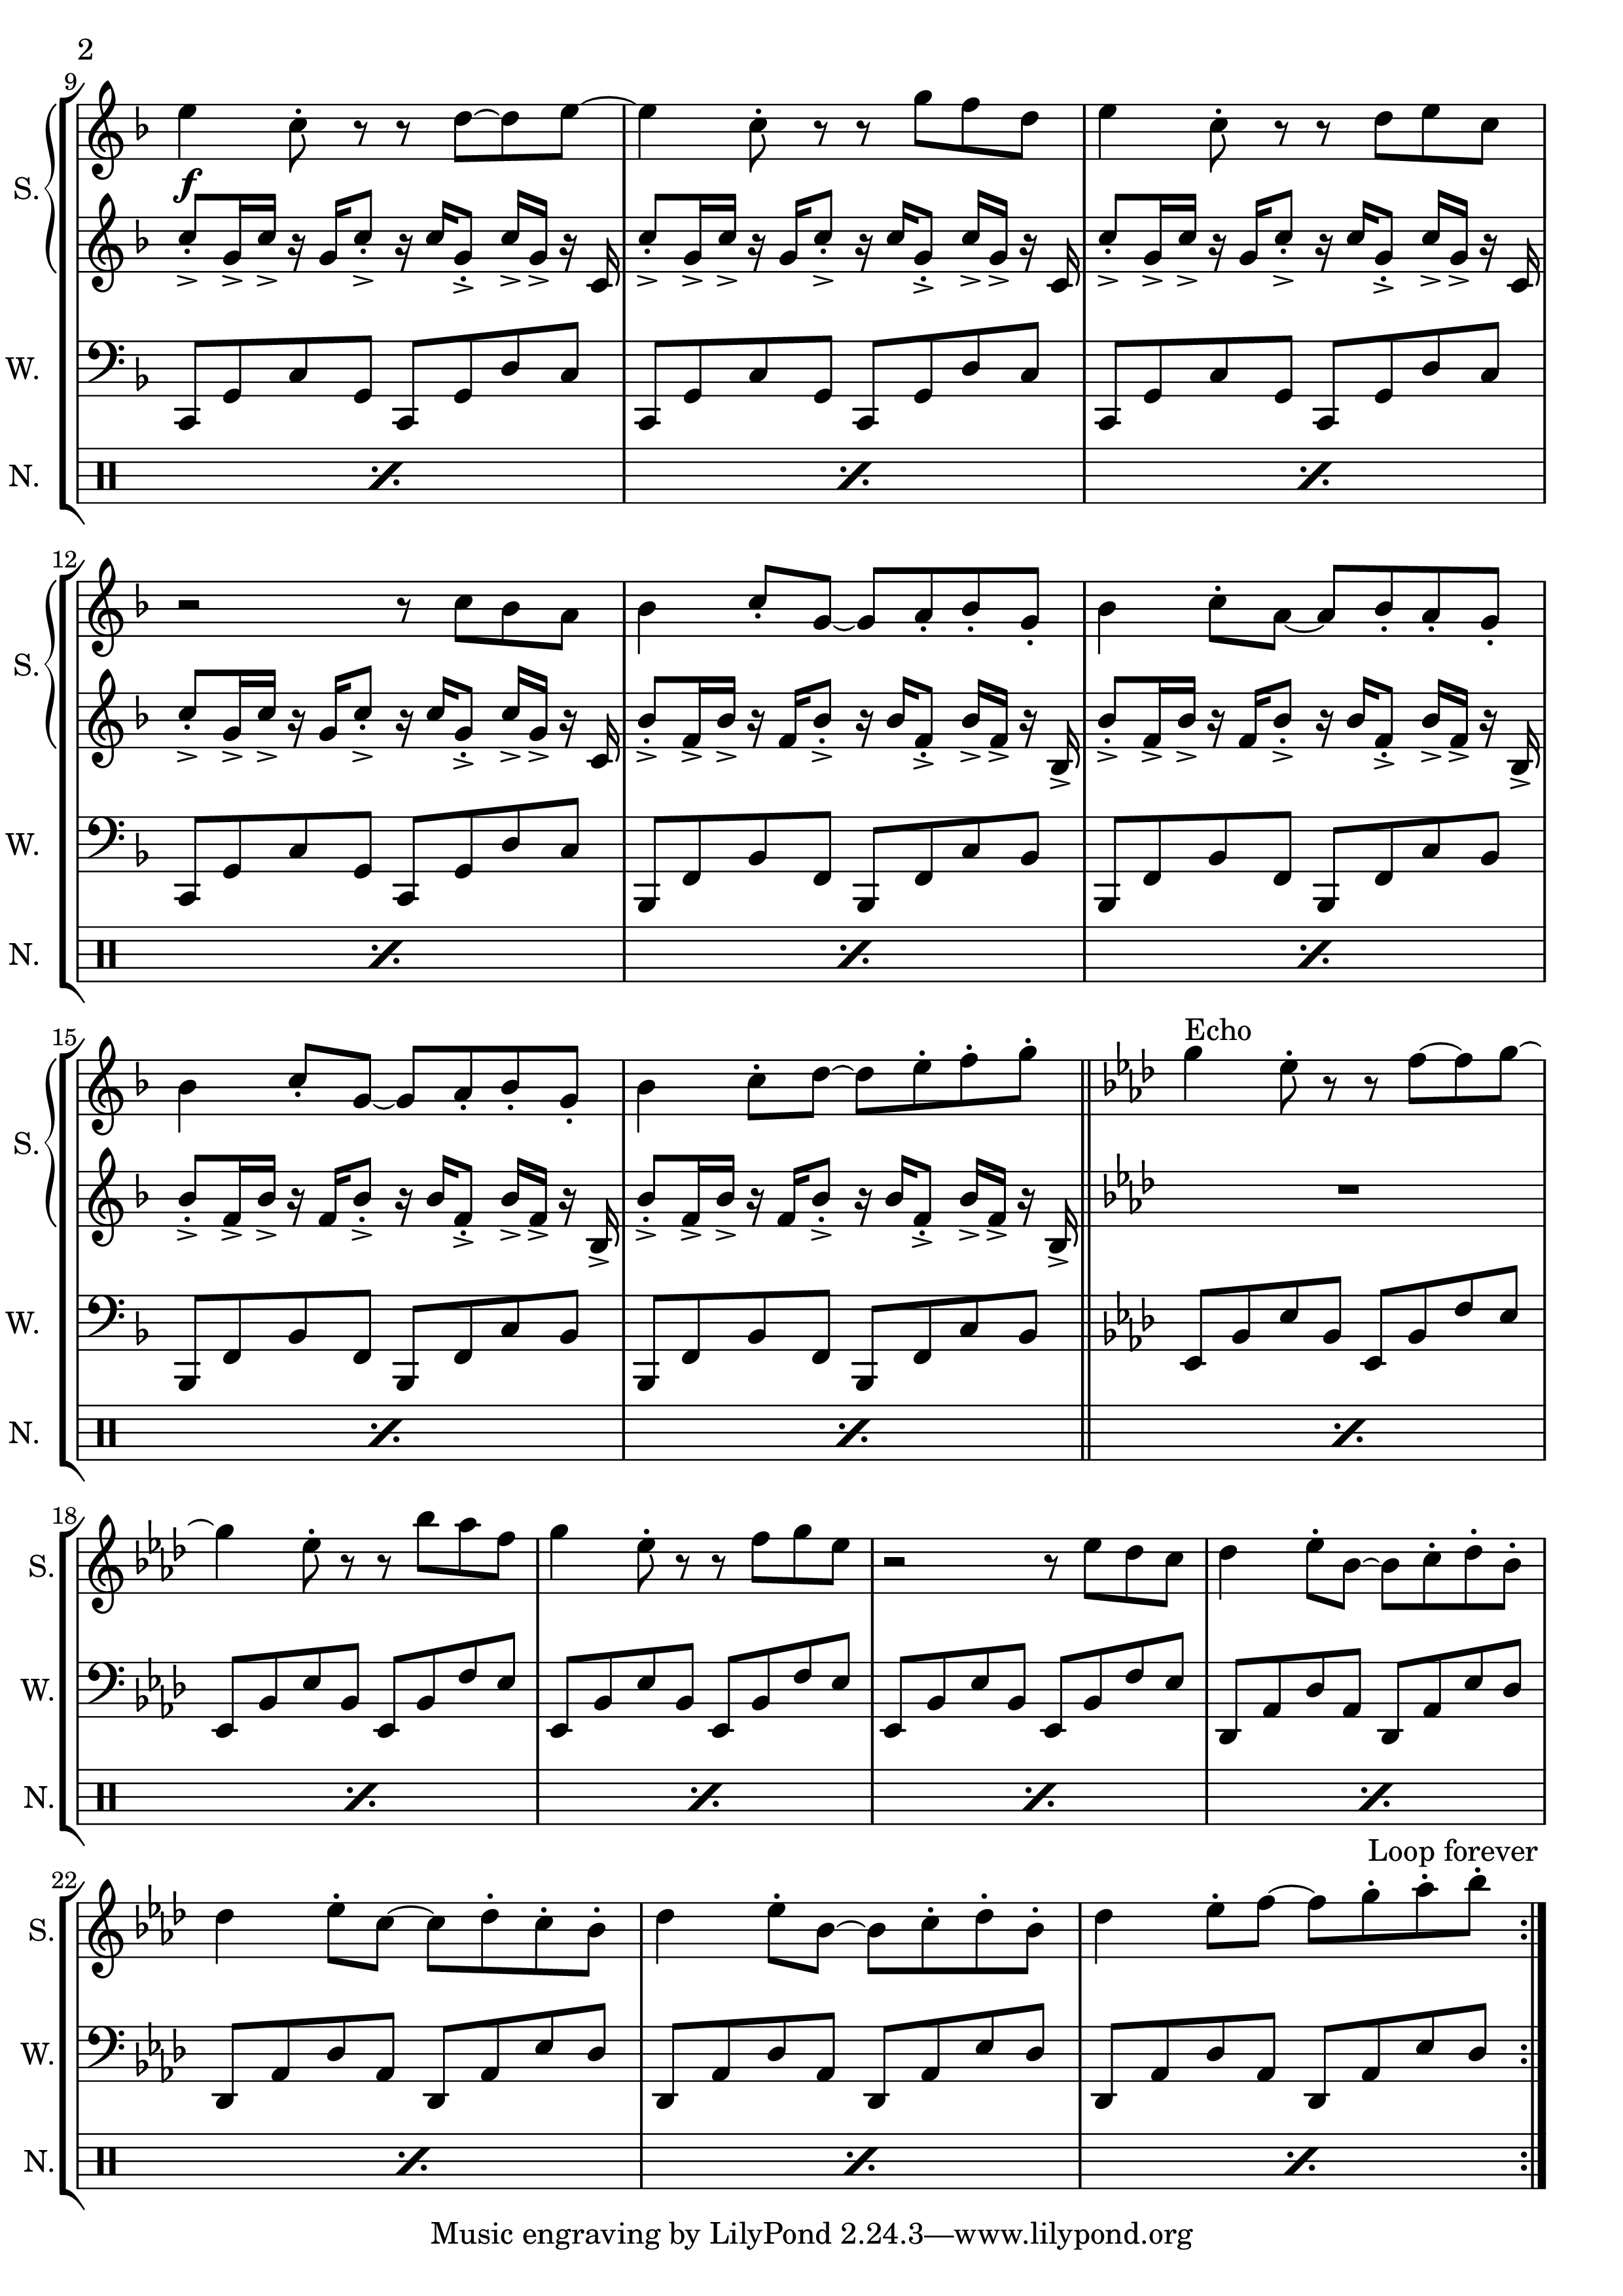 2
9
S.
f
W.
N.
12
S.
W.
N.
15
Echo
S.
W.
N.
18
S.
W.
N.
Loop forever
22
S.
W.
N.
Music engraving by LilyPond 2.24.3—www.lilypond.org